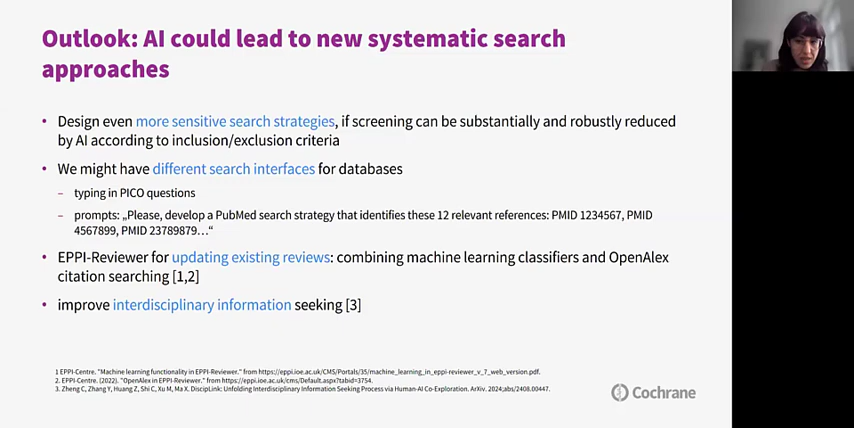 Outlook: AI could lead to new systematic search
approaches
• Design even more sensitive search strategies, if screening can be substantially and robustly reduced
by AI according to inclusion/exclusion criteria
• We might have different search interfaces for databases
– typing in PICO questions
– prompts: „Please, develop a PubMed search strategy that identifies these 12 relevant references: PMID 1234567, PMID
4567899, PMID 23789879…“
• EPPI-Reviewer for updating existing reviews: combining machine learning classifiers and OpenAlex
citation searching [1,2]
• improve interdisciplinary information seeking [3]
1 EPPI-Centre. "Machine learning functionality in EPPI-Reviewer." from https://eppi.ioe.ac.uk/CMS/Portals/35/machine_learning_in_eppi-reviewer_v_7_web_version.pdf.
2. EPPI-Centre. (2022). "OpenAlex in EPPI-Reviewer." from https://eppi.ioe.ac.uk/cms/Default.aspx?tabid=3754.
3. Zheng C, Zhang Y, Huang Z, Shi C, Xu M, Ma X. DiscipLink: Unfolding Interdisciplinary Information Seeking Process via Human-AI Co-Exploration. ArXiv. 2024;abs/2408.00447.
Cochrane